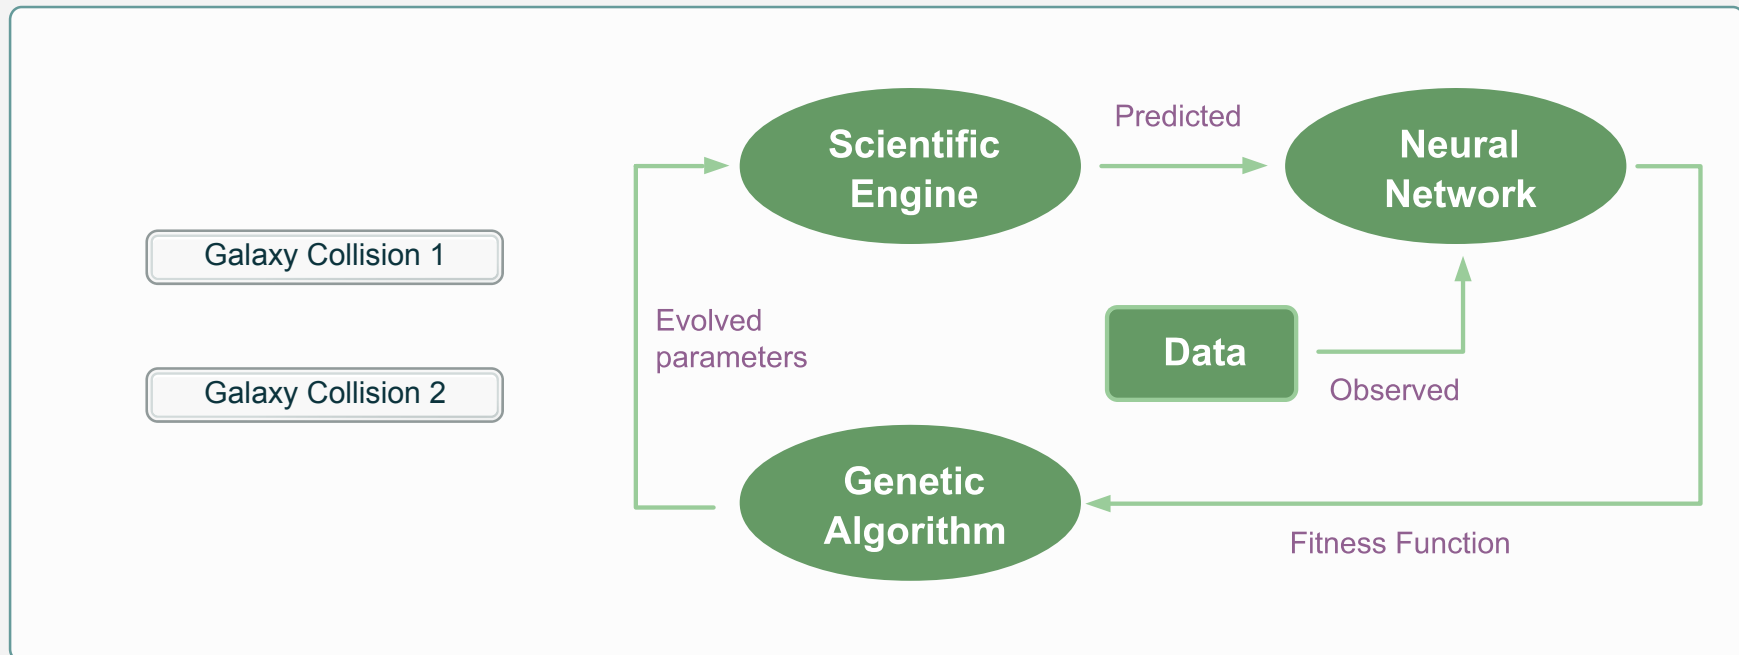 Galaxy Collision 1
Galaxy Collision 2
Scientific
Engine
Predicted
Neural
Network
Evolved
parameters
Data
Observed
Genetic
Algorithm
Fitness Function